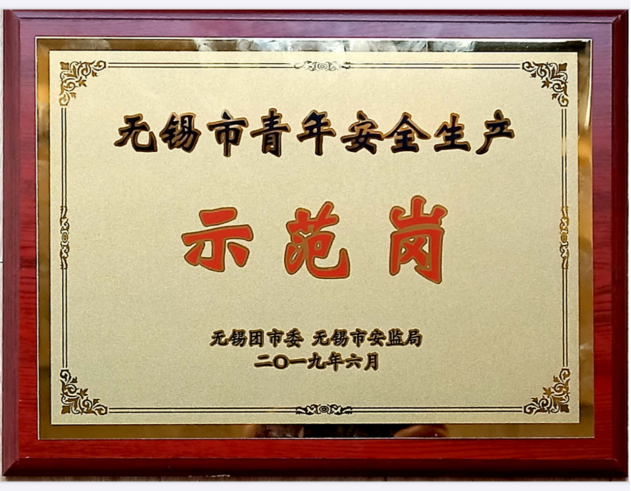 无锡市青年安全生产
示范岗
无锡团市委 无锡市安监局
二〇一九年六月